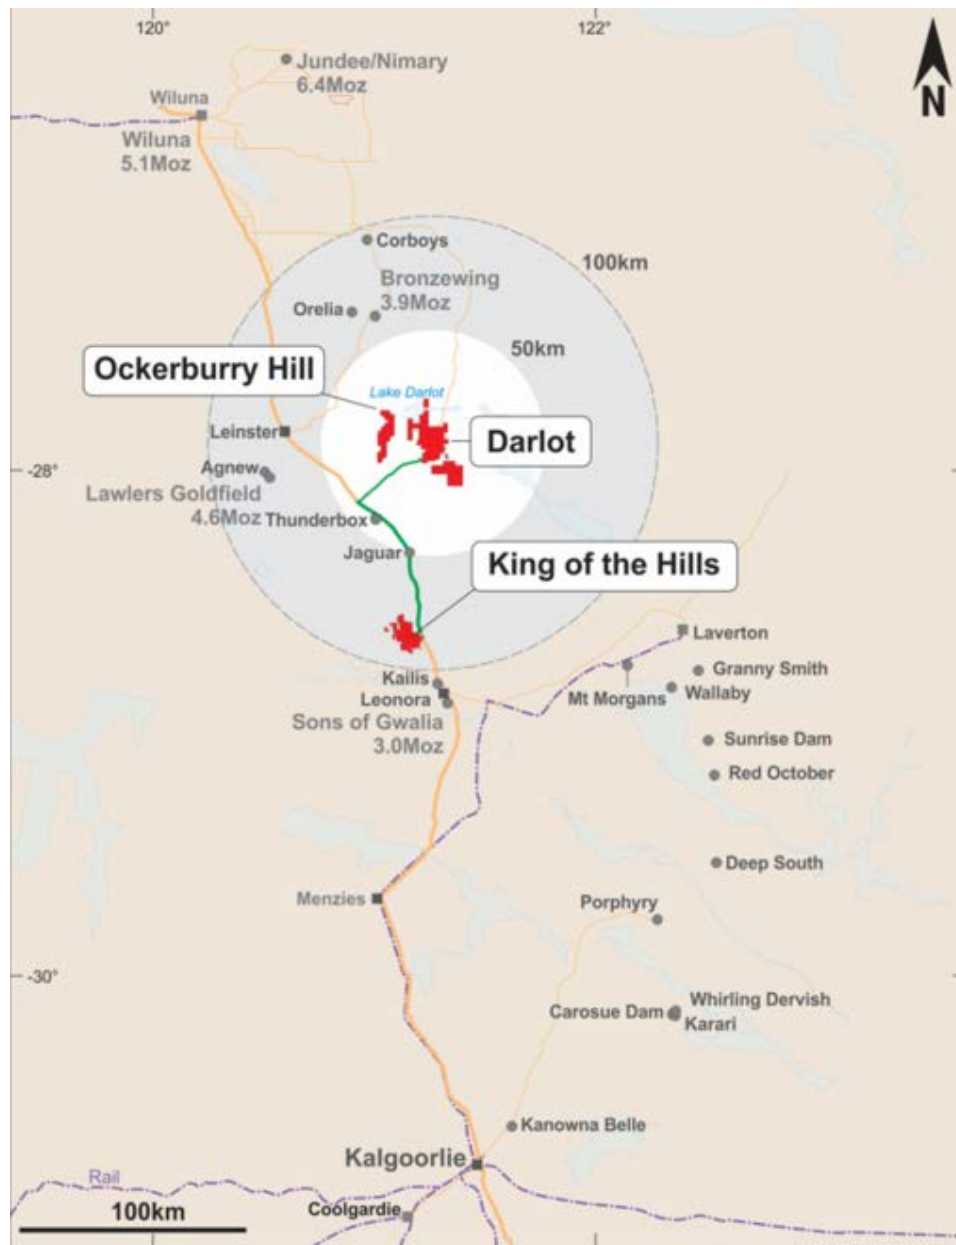 120°
122°
N
Jundee/Nimary
6.4Moz
Wiluna
Wiluna
5.1Moz
Corboys
100km
Bronzewing
3.9Moz
Orelia
50km
Ockerburry Hill
Lake Darlot
Leinster
Darlot
-28°
Agnew
Lawlers Goldfield
4.6Moz
Thunderbox
Jaguar
King of the Hills
Laverton
Kailis
Granny Smith
Leonora
Mt Morgans
Wallaby
Sons of Gwalia
3.0Moz
Sunrise Dam
Red October
Deep South
Menzies
Porphyry
-30°
Whirling Dervish
Carosue Dam
Karari
Kanowna Belle
Kalgoorlie
Rail
100km
Coolgardie